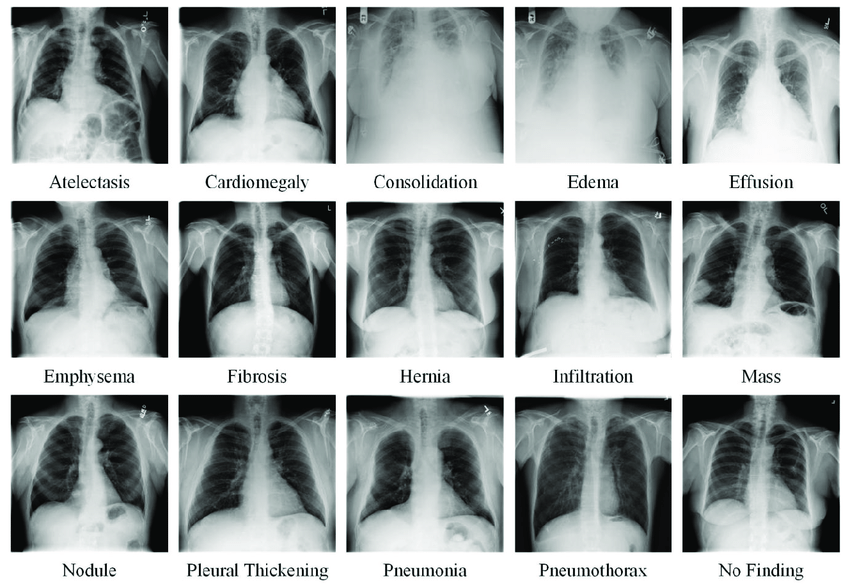 Atelectasis
Cardiomegaly
Consolidation
Edema
Effusion
Emphysema
Fibrosis
Hernia
Infiltration
Mass
Nodule
Pleural Thickening
Pneumonia
Pneumothorax
No Finding